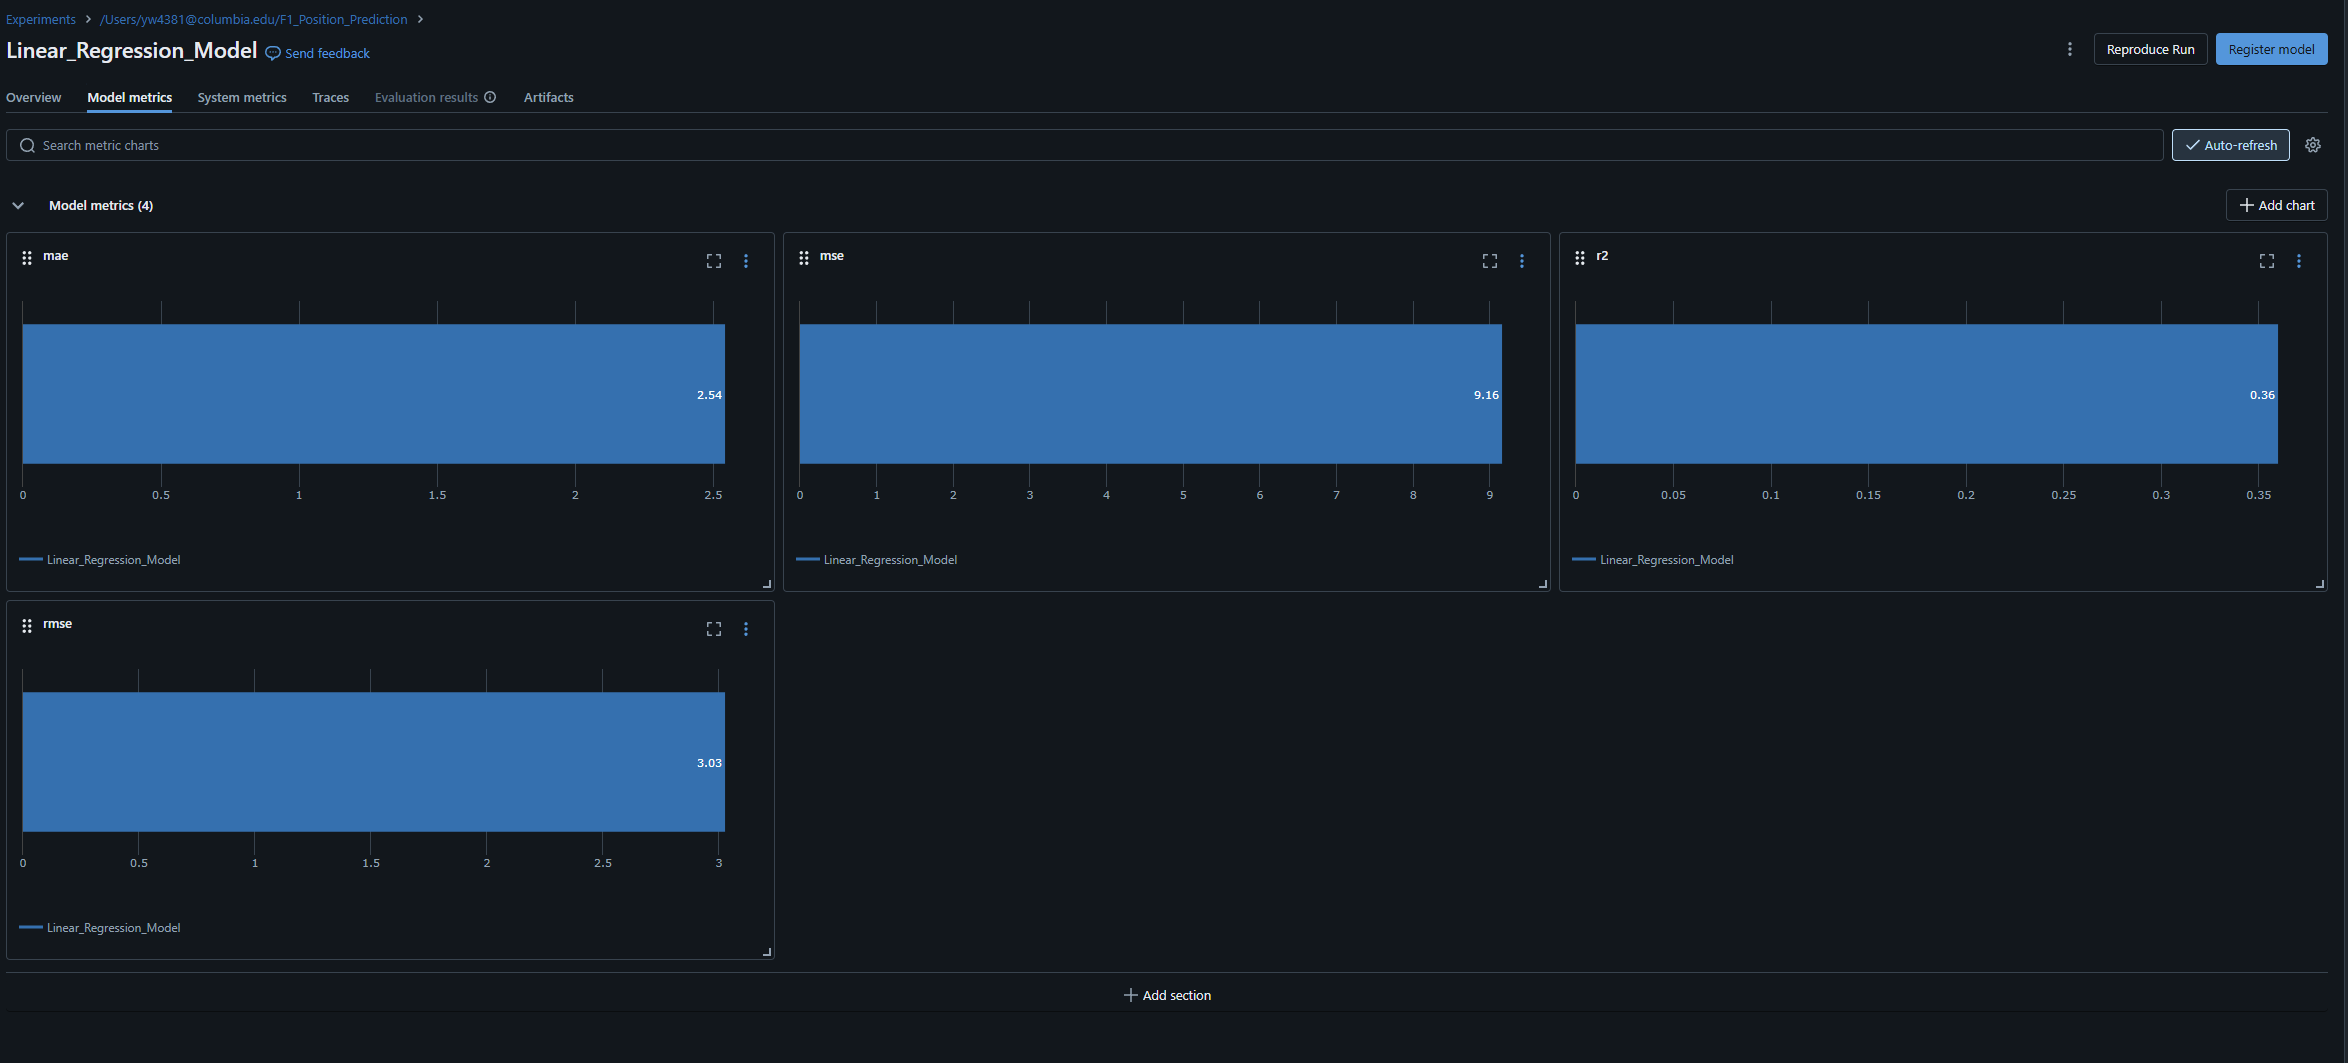 Experiments > /Users/yw4381@columbia.edu/F1_Position_Prediction >
Linear_Regression_Model Send feedback
Reproduce Run Register model
Overview Model metrics System metrics Traces Evaluation results Artifacts
Search metric charts
Auto-refresh
Model metrics (4)
Add chart
mae
2.54
0 0.5 1 1.5 2 2.5
Linear_Regression_Model
mse
9.16
0 1 2 3 4 5 6 7 8 9
Linear_Regression_Model
r2
0.36
0 0.05 0.1 0.15 0.2 0.25 0.3 0.35
Linear_Regression_Model
rmse
3.03
0 0.5 1 1.5 2 2.5 3
Linear_Regression_Model
Add section